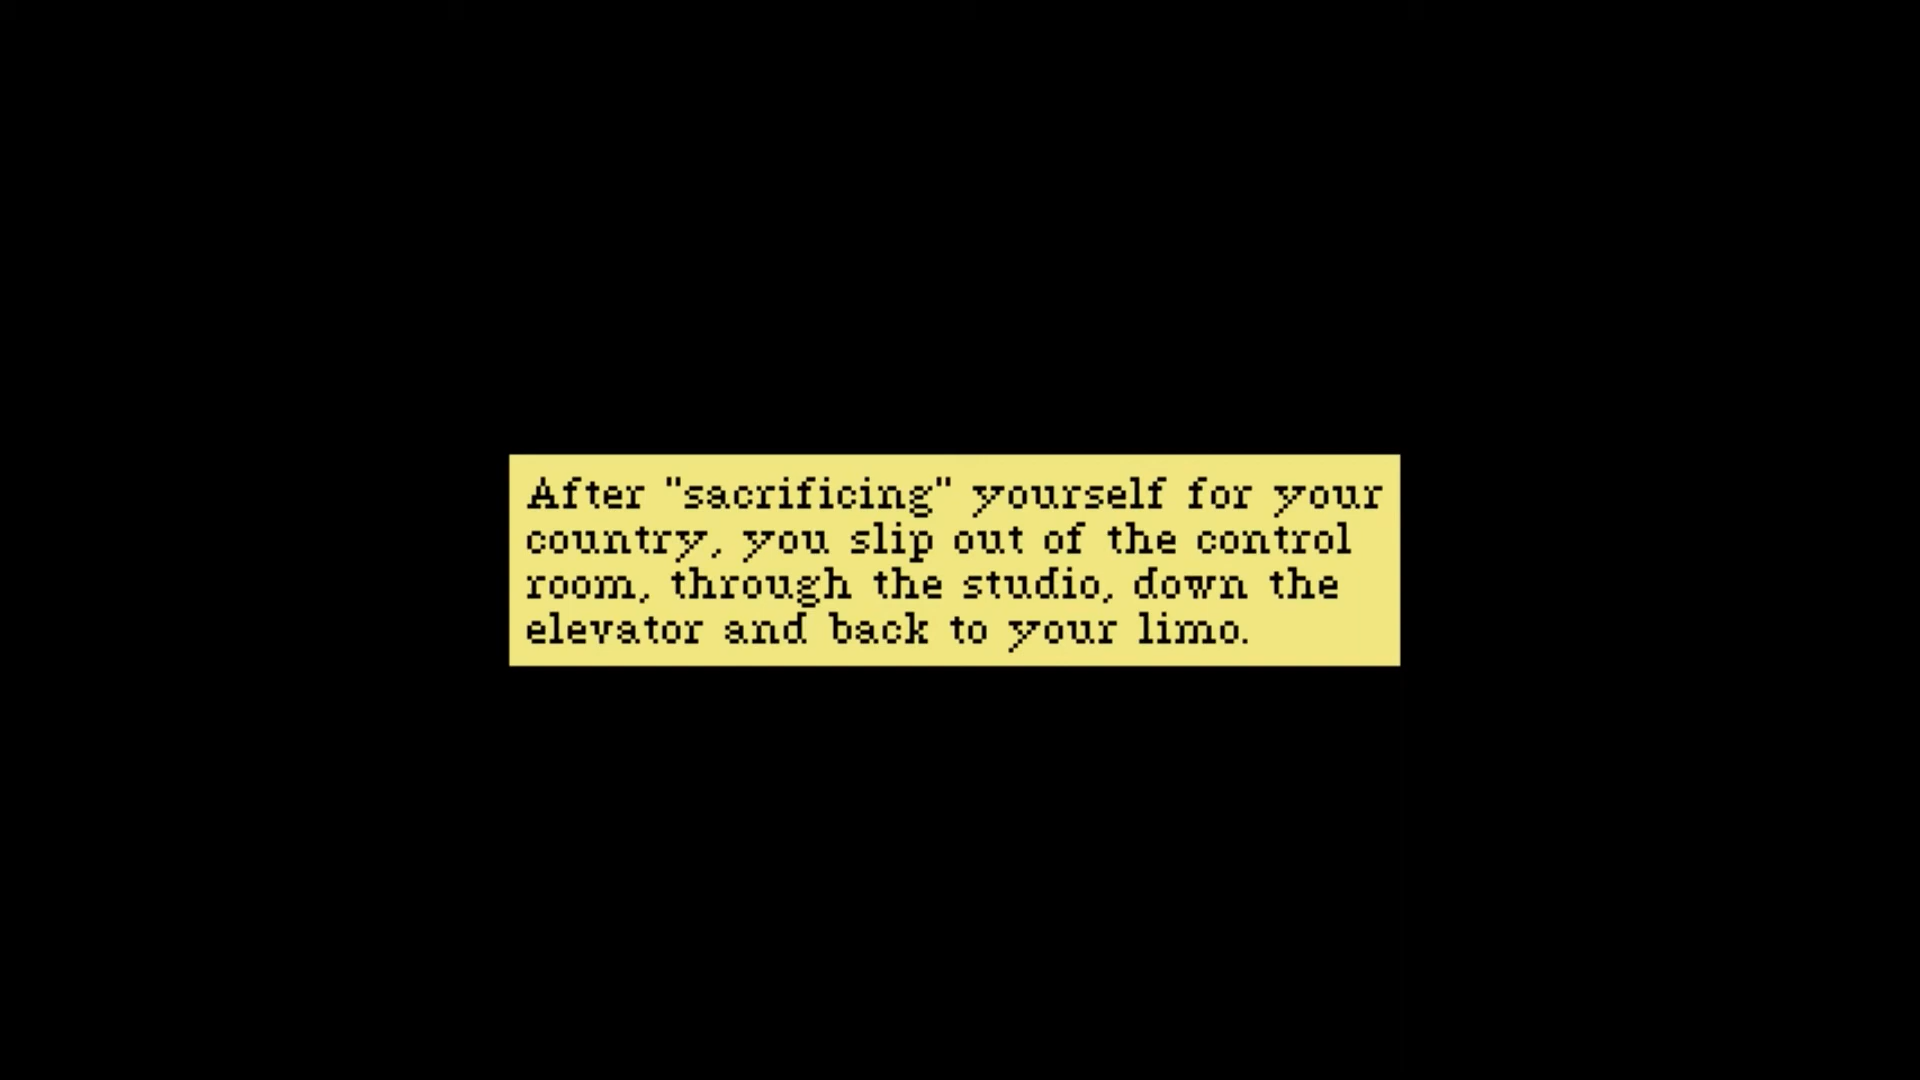 After "sacrificing" yourself for your
country, you slip out of the control
room, through the studio, down the
elevator and back to your limo.